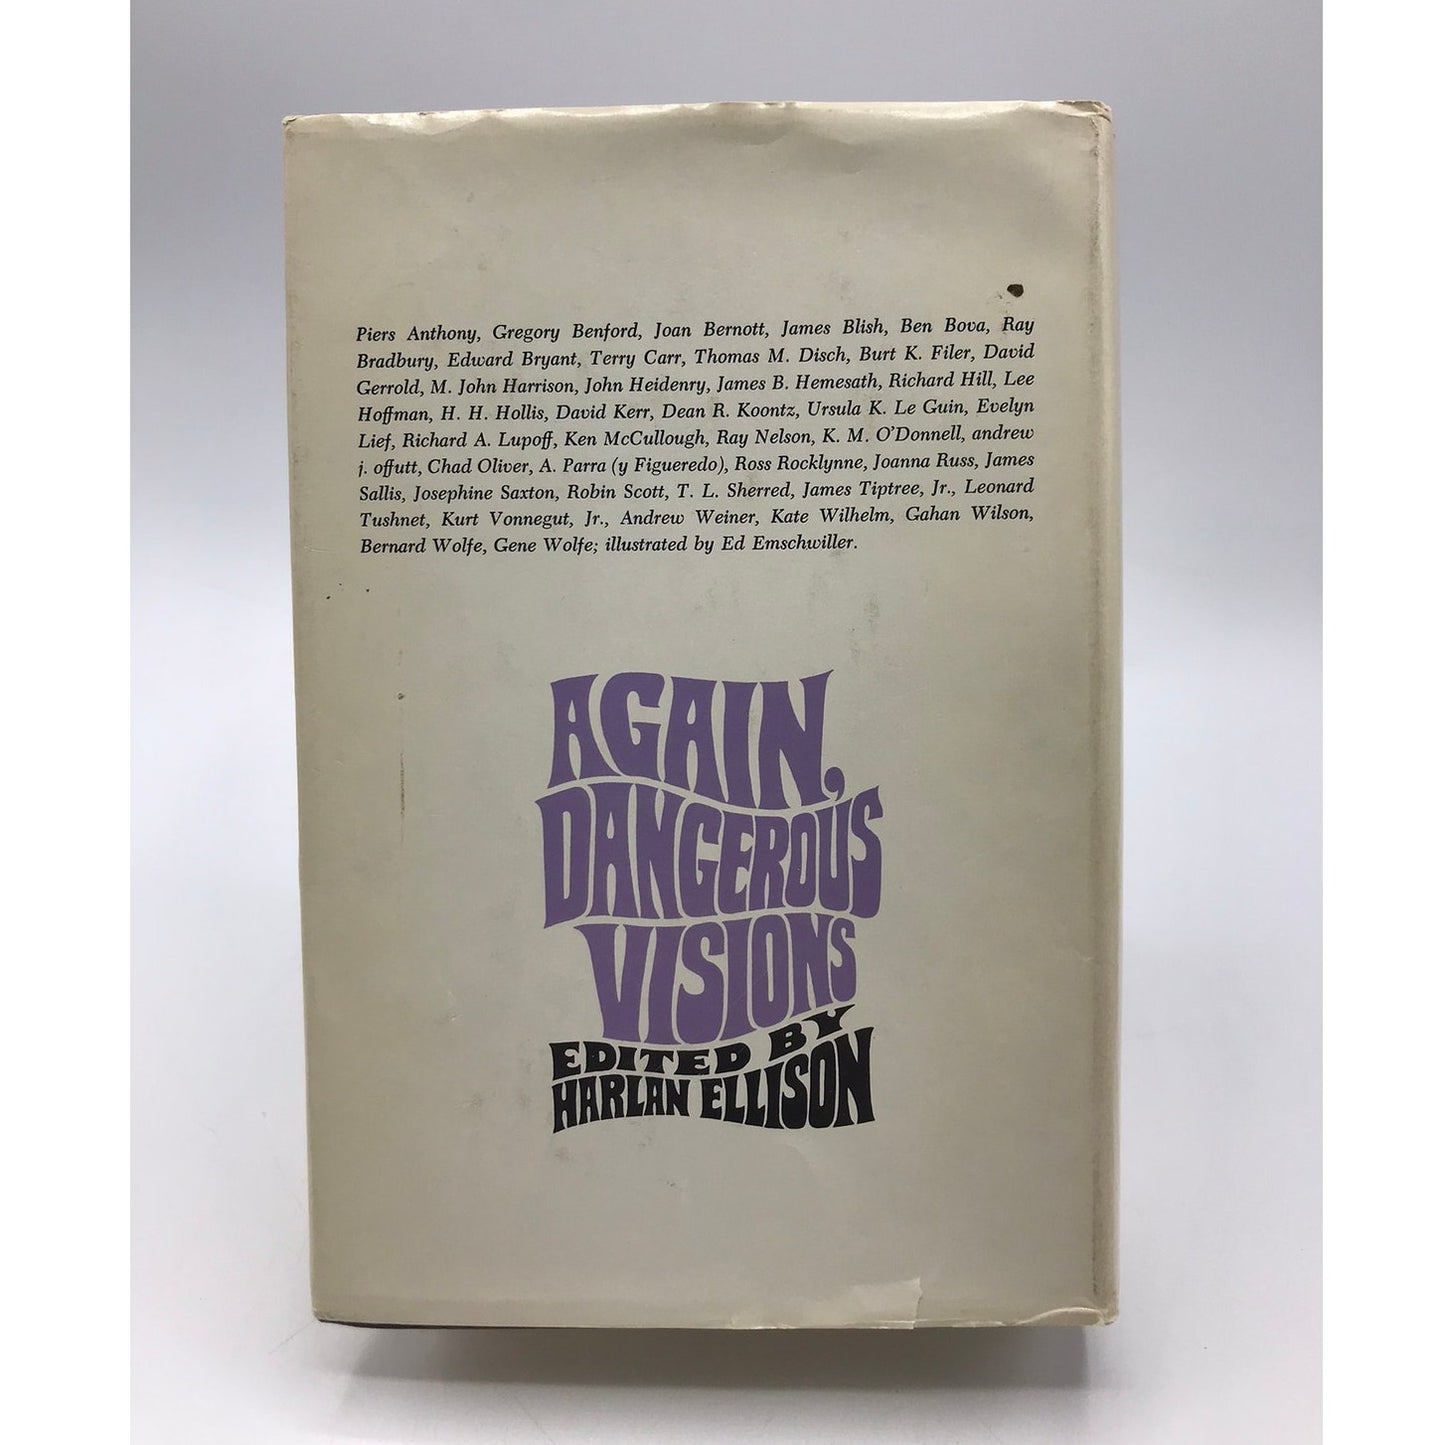 Piers Anthony, Gregory Benford, Joan Bernott, James Blish, Ben Bova, Ray
Bradbury, Edward Bryant, Terry Carr, Thomas M. Disch, Burt K. Filer, David
Gerrold, M. John Harrison, John Heidenry, James B. Hemesath, Richard Hill, Lee
Hoffman, H. H. Hollis, David Kerr, Dean R. Koontz, Ursula K. Le Guin, Evelyn
Lief, Richard A. Lupoff, Ken McCullough, Ray Nelson, K. M. O'Donnell, andrew
j. offutt, Chad Oliver, A. Parra (y Figueredo), Ross Rocklynne, Joanna Russ, James
Sallis, Josephine Saxton, Robin Scott, T. L. Sherred, James Tiptree, Jr., Leonard
Tushnet, Kurt Vonnegut, Jr., Andrew Weiner, Kate Wilhelm, Gahan Wilson,
Bernard Wolfe, Gene Wolfe; illustrated by Ed Emschwiller.
AGAIN,
DANGEROUS
VISIONS
EDITED BY
HARLAN ELLISON